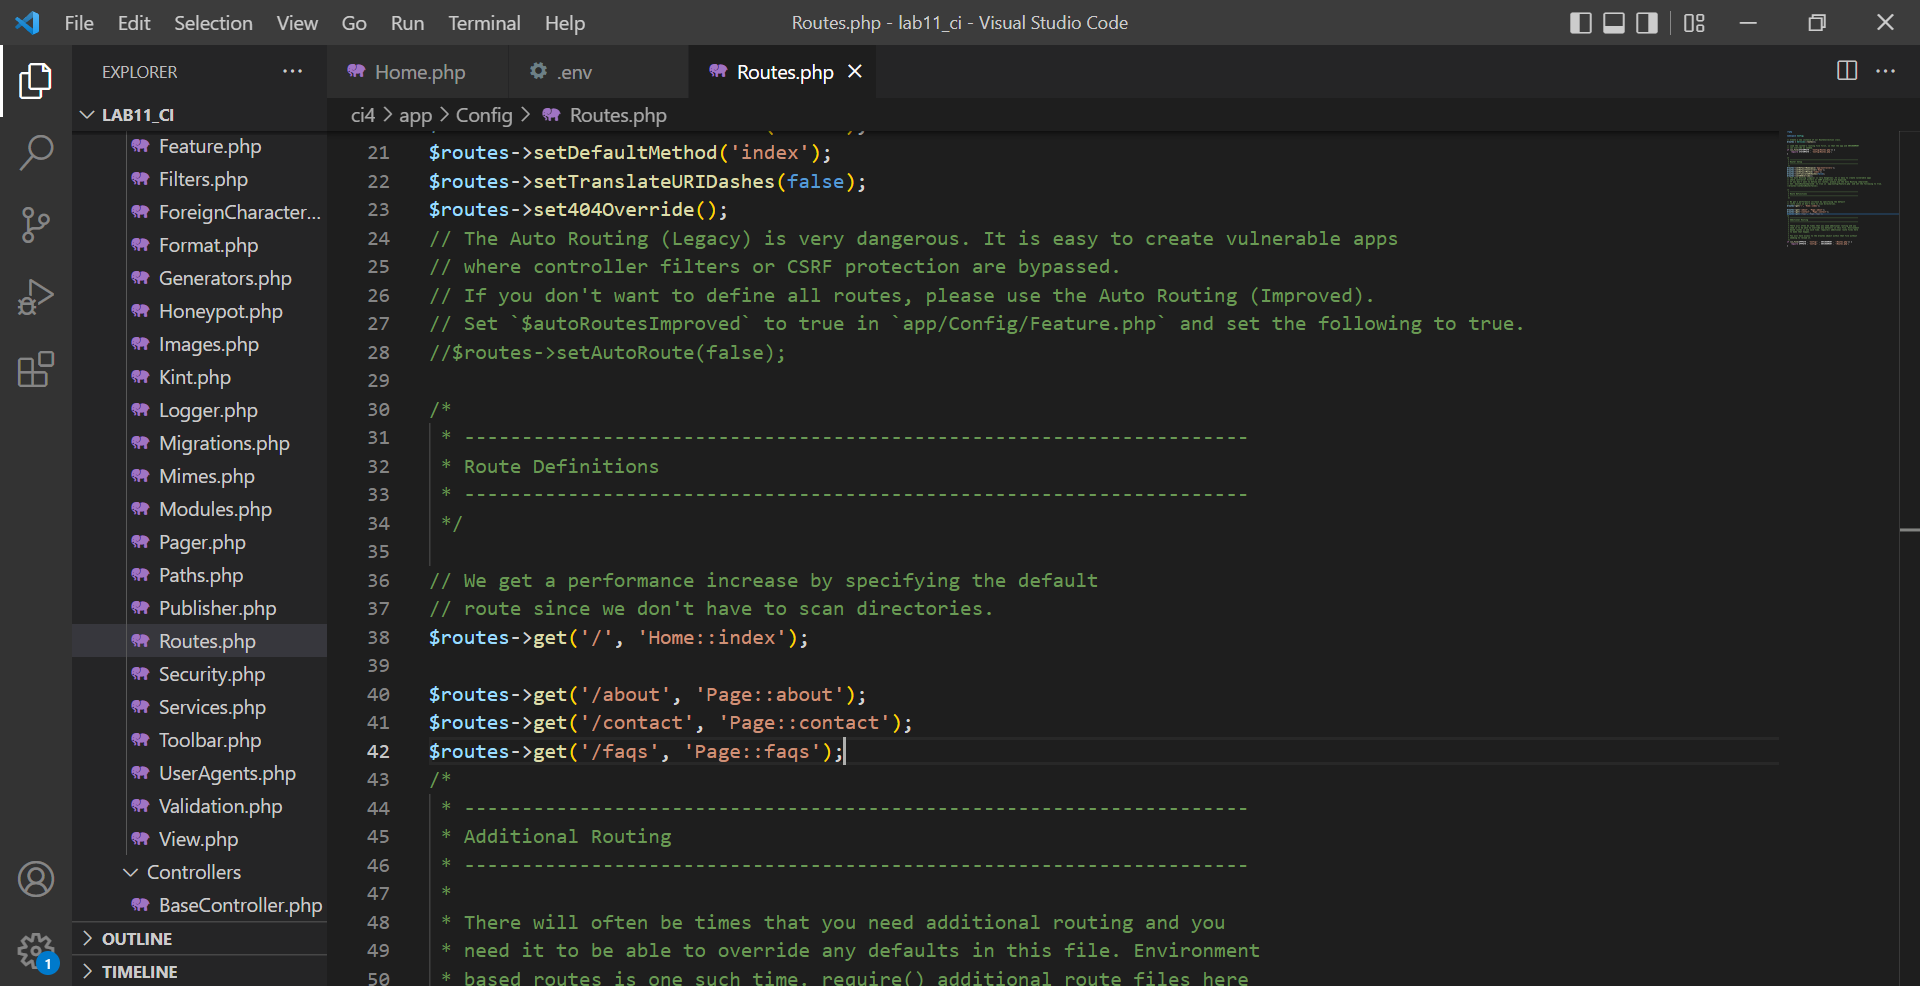 File Edit Selection View Go Run Terminal Help
Routes.php - lab11_ci - Visual Studio Code
EXPLORER
Home.php
.env
Routes.php
LAB11_CI
ci4 > app > Config > Routes.php
Feature.php
Filters.php
ForeignCharacter...
Format.php
Generators.php
Honeypot.php
Images.php
Kint.php
Logger.php
Migrations.php
Mimes.php
Modules.php
Pager.php
Paths.php
Publisher.php
Routes.php
Security.php
Services.php
Toolbar.php
UserAgents.php
Validation.php
View.php
Controllers
BaseController.php
OUTLINE
TIMELINE
1
21 $routes->setDefaultMethod('index');
22 $routes->setTranslateURIDashes(false);
23 $routes->set404Override();
24 // The Auto Routing (Legacy) is very dangerous. It is easy to create vulnerable apps
25 // where controller filters or CSRF protection are bypassed.
26 // If you don't want to define all routes, please use the Auto Routing (Improved).
27 // Set `$autoRoutesImproved` to true in `app/Config/Feature.php` and set the following to true.
28 //$routes->setAutoRoute(false);
29
30 /*
31 * --------------------------------------------------------------------
32 * Route Definitions
33 * --------------------------------------------------------------------
34 */
35
36 // We get a performance increase by specifying the default
37 // route since we don't have to scan directories.
38 $routes->get('/', 'Home::index');
39
40 $routes->get('/about', 'Page::about');
41 $routes->get('/contact', 'Page::contact');
42 $routes->get('/faqs', 'Page::faqs');
43 /*
44 * --------------------------------------------------------------------
45 * Additional Routing
46 * --------------------------------------------------------------------
47 *
48 * There will often be times that you need additional routing and you
49 * need it to be able to override any defaults in this file. Environment
50 * based routes is one such time. require() additional route files here